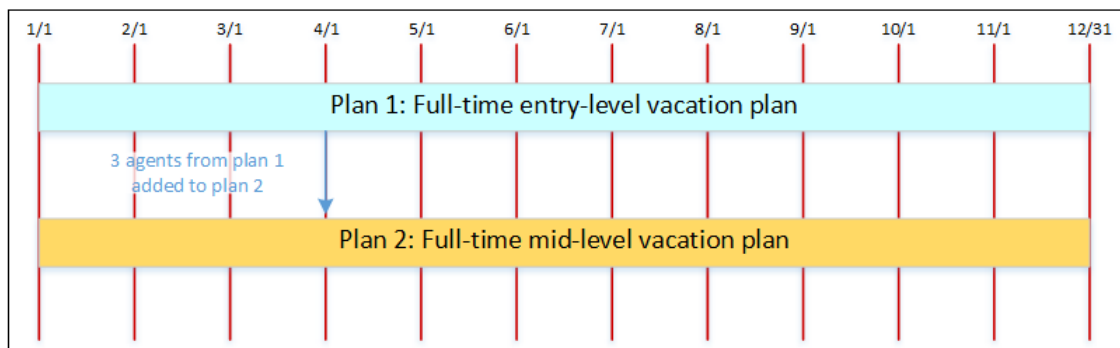 1/1 2/1 3/1 4/1 5/1 6/1 7/1 8/1 9/1 10/1 11/1 12/31
Plan 1: Full-time entry-level vacation plan
3 agents from plan 1
added to plan 2
Plan 2: Full-time mid-level vacation plan